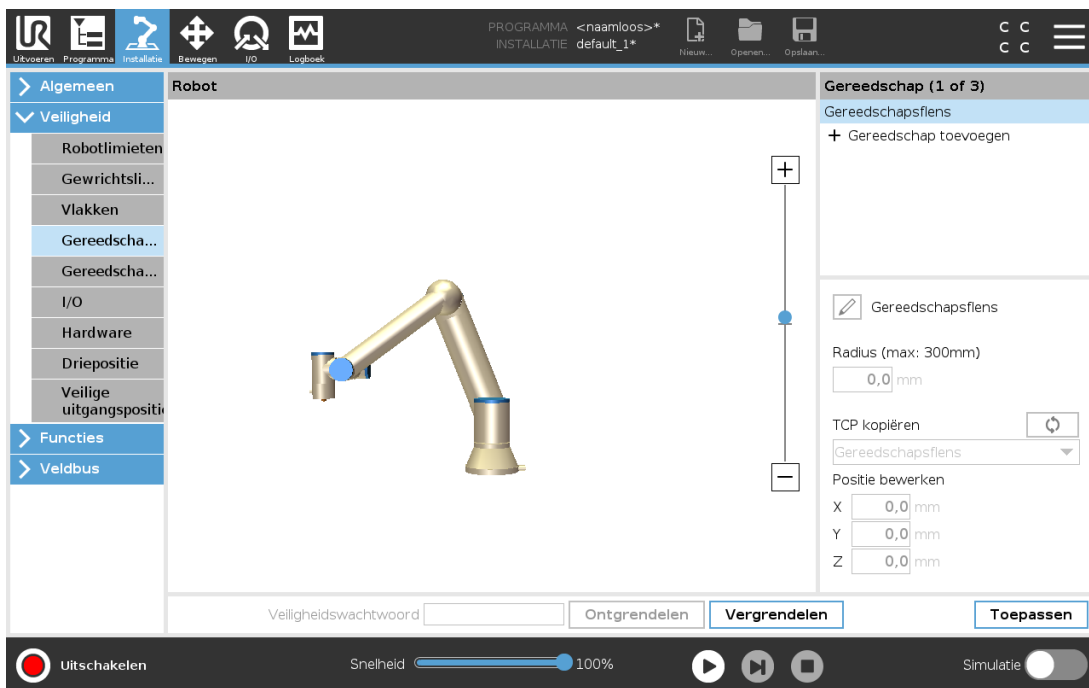 UR
PROGRAMMA <naamloos>*
INSTALLATIE default_1*
Uitvoeren Programma Installatie Bewegen I/O Logboek
Nieuw... Openen... Opslaan...
C C
C C
Algemeen
Veiligheid
Robotlimieten
Gewrichtsli...
Vlakken
Gereedscha...
Gereedscha...
I/O
Hardware
Driepositie
Veilige
uitgangspositi
Functies
Veldbus
Robot
Gereedschap (1 of 3)
Gereedschapsflens
+ Gereedschap toevoegen
Gereedschapsflens
Radius (max: 300mm)
0,0 mm
TCP kopiëren
Gereedschapsflens
Positie bewerken
X 0,0 mm
Y 0,0 mm
Z 0,0 mm
Veiligheidswachtwoord Ontgrendelen Vergrendelen Toepassen
Uitschakelen Snelheid 100% Simulatie